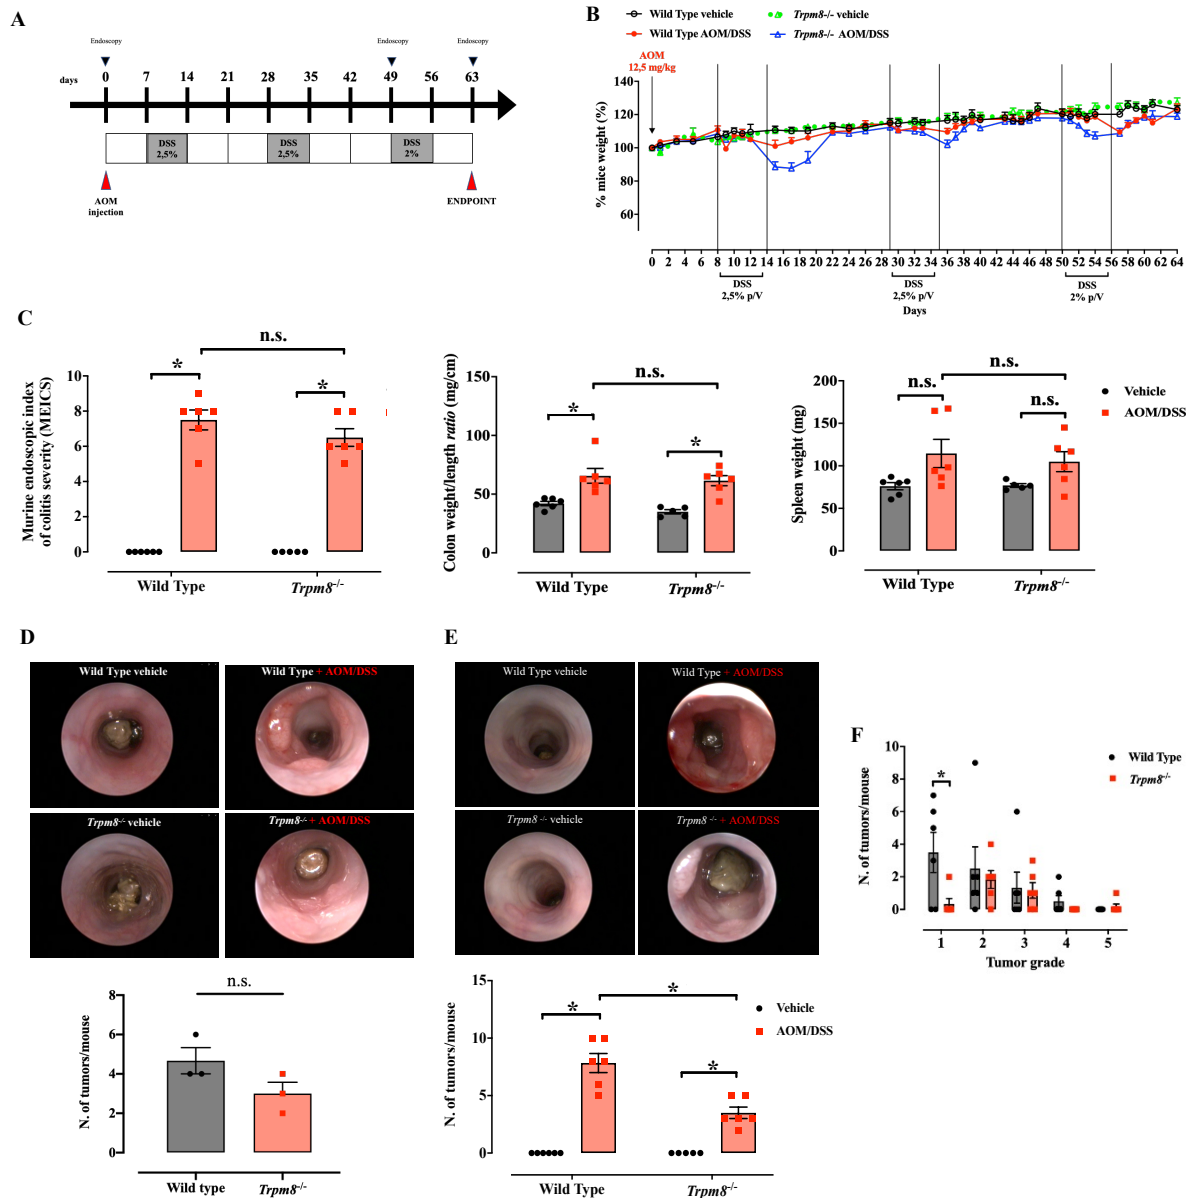 A
Endoscopy Endoscopy Endoscopy
days 0 7 14 21 28 35 42 49 56 63
DSS 2,5% DSS 2,5% DSS 2%
AOM injection
ENDPOINT
B
Wild Type vehicle
Wild Type AOM/DSS
Trpm8-/- vehicle
Trpm8-/- AOM/DSS
AOM
12,5 mg/kg
% mice weight (%)
140
120
100
80
60
0 2 4 6 8 10 12 14 16 18 20 22 24 26 28 30 32 34 36 38 40 42 44 46 48 50 52 54 56 58 60 62 64
DSS 2,5% p/V
DSS 2,5% p/V
DSS 2% p/V
Days
C
Murine endoscopic index
of colitis severity (MEICS)
10
8
6
4
2
0
*
n.s.
*
Wild Type Trpm8-/-
Colon weight/length ratio (mg/cm)
150
100
50
0
*
n.s.
*
Wild Type Trpm8-/-
Spleen weight (mg)
200
150
100
50
0
n.s.
n.s.
n.s.
Wild Type Trpm8-/-
Vehicle
AOM/DSS
D
Wild Type vehicle
Wild Type + AOM/DSS
Trpm8-/- vehicle
Trpm8-/- + AOM/DSS
N. of tumors/mouse
8
6
4
2
0
n.s.
Wild type Trpm8-/-
E
Wild Type vehicle
Wild Type + AOM/DSS
Trpm8 -/- vehicle
Trpm8 -/- + AOM/DSS
N. of tumors/mouse
15
10
5
0
*
*
*
Wild Type Trpm8-/-
Vehicle
AOM/DSS
F
N. of tumors/mouse
10
8
6
4
2
0
*
1 2 3 4 5
Tumor grade
Wild Type
Trpm8-/-